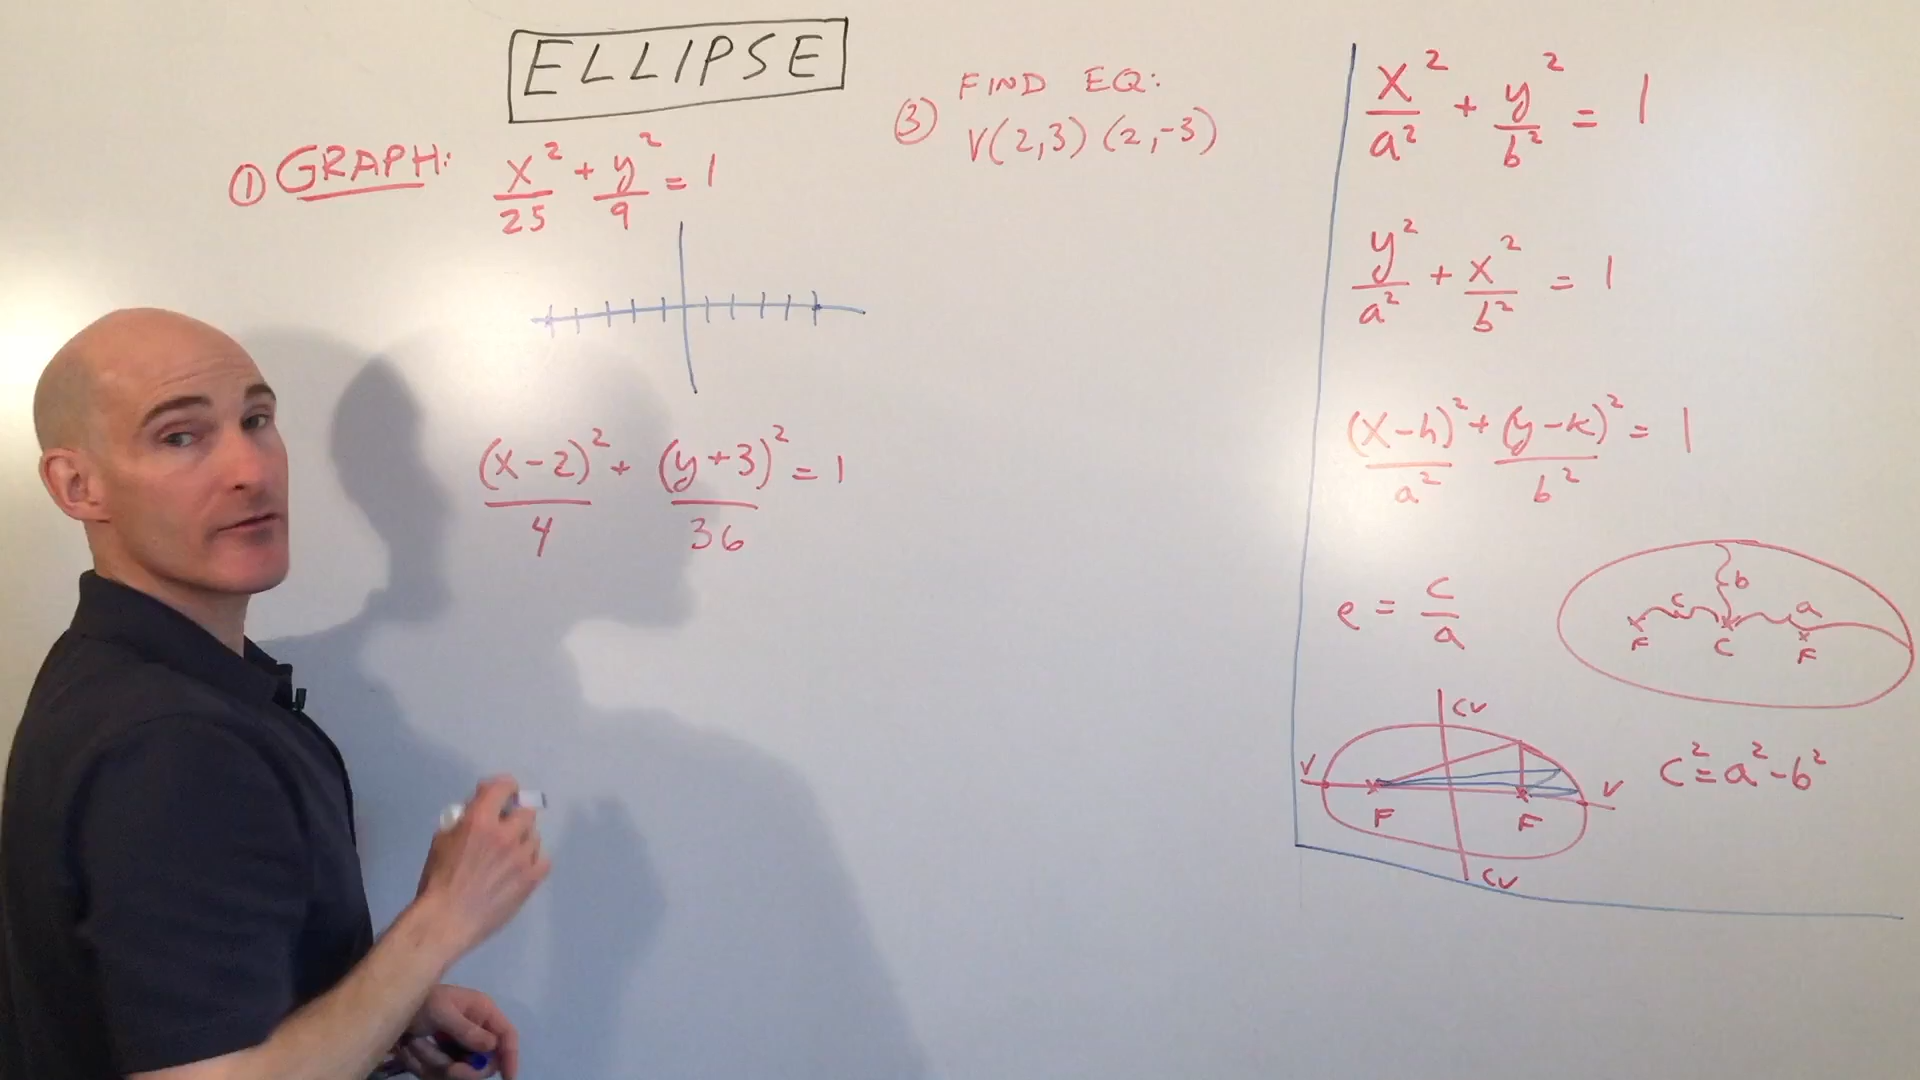 ELLIPSE
① GRAPH: x²/25 + y²/9 = 1
(x-2)²/4 + (y+3)²/36 = 1
③ FIND EQ:
V(2,3) (2,-3)
x²/a² + y²/b² = 1
y²/a² + x²/b² = 1
(x-h)²/a² + (y-k)²/b² = 1
e = c/a
b
c a
F C F
CV
V V
F F
CV
c² = a² - b²